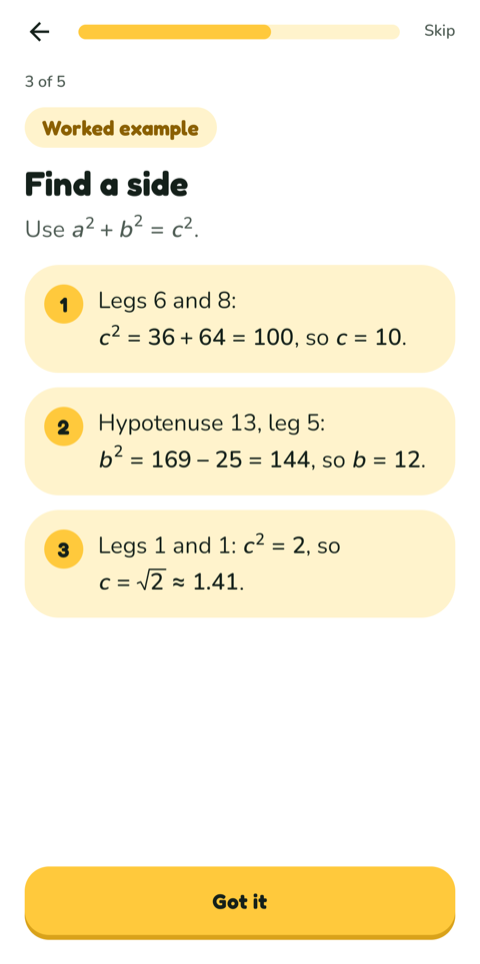 Skip
3 of 5
Worked example
Find a side
Use a² + b² = c².
1 Legs 6 and 8:
c² = 36 + 64 = 100, so c = 10.
2 Hypotenuse 13, leg 5:
b² = 169 – 25 = 144, so b = 12.
3 Legs 1 and 1: c² = 2, so
c = √2 ≈ 1.41.
Got it